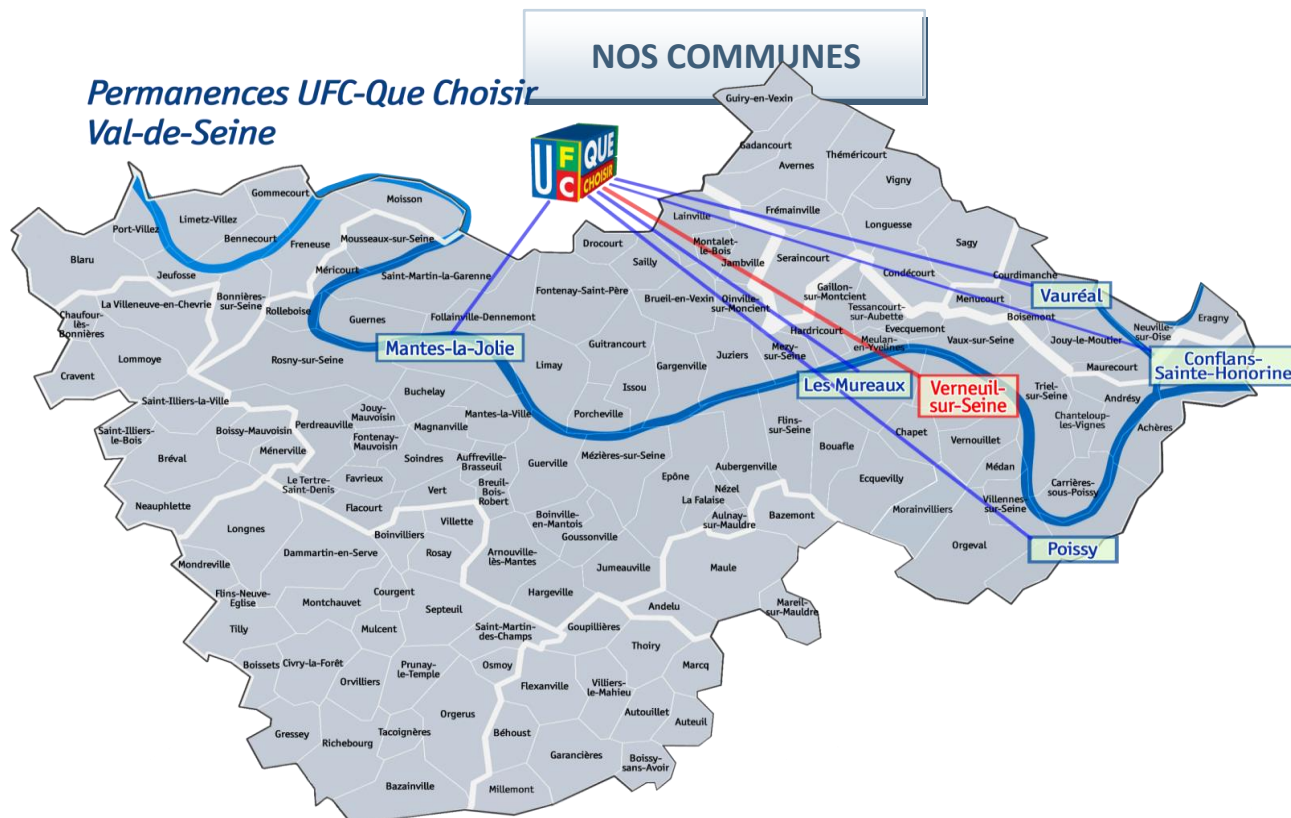 NOS COMMUNES
Permanences UFC-Que Choisir
Val-de-Seine
U F C QUE CHOISIR
Guiry-en-Vexin
Gadancourt
Avernes
Théméricourt
Vigny
Gommecourt
Moisson
Limetz-Villez
Port-Villez
Bennecourt
Freneuse
Mousseaux-sur-Seine
Lainville
Frémainville
Longuesse
Sagy
Drocourt
Sailly
Montalet-
le-Bois
Jambville
Seraincourt
Condécourt
Courdimanche
Blaru
Jeufosse
Méricourt
Saint-Martin-la-Garenne
Fontenay-Saint-Père
Brueil-en-Vexin
Oinville-
sur-Moncient
Gaillon-
sur-Montcient
Tessancourt-
sur-Aubette
Menucourt
Vauréal
Boisemont
La Villeneuve-en-Chevrie
Bonnières-
sur-Seine
Rolleboise
Guernes
Follainville-Dennemont
Chaufour-
lès-
Bonnières
Hardricourt
Evecquemont
Neuville-
sur-Oise
Eragny
Mantes-la-Jolie
Guitrancourt
Juziers
Mezy-
sur-Seine
Meulan-
en-Yvelines
Vaux-sur-Seine
Jouy-le-Moutier
Lommoye
Rosny-sur-Seine
Limay
Gargenville
Maurecourt
Conflans-
Sainte-Honorine
Cravent
Issou
Les Mureaux
Verneuil-
sur-Seine
Triel-
sur-Seine
Andrésy
Buchelay
Saint-Illiers-la-Ville
Jouy-
Mauvoisin
Perdreauville
Mantes-la-Ville
Porcheville
Chanteloup-
les-Vignes
Achères
Saint-Illiers-
le-Bois
Boissy-Mauvoisin
Fontenay-
Mauvoisin
Magnanville
Flins-
sur-Seine
Chapet
Vernouillet
Bréval
Ménerville
Soindres
Auffreville-
Brasseuil
Guerville
Mézières-sur-Seine
Bouafle
Médan
Neauphlette
Le Tertre-
Saint-Denis
Favrieux
Vert
Breuil-
Bois-
Robert
Epône
Aubergenville
Nézel
La Falaise
Ecquevilly
Villennes-
sur-Seine
Carrières-
sous-Poissy
Flacourt
Morainvilliers
Longnes
Boinvilliers
Villette
Boinville-
en-Mantois
Aulnay-
sur-Mauldre
Bazemont
Goussonville
Orgeval
Poissy
Dammartin-en-Serve
Rosay
Arnouville-
lès-Mantes
Jumeauville
Maule
Mondreville
Flins-Neuve-
Eglise
Montchauvet
Courgent
Septeuil
Hargeville
Andelu
Mareil-
sur-Mauldre
Tilly
Mulcent
Saint-Martin-
des-Champs
Goupillières
Thoiry
Boissets
Civry-la-Forêt
Prunay-
le-Temple
Osmoy
Marcq
Orvilliers
Flexanville
Villiers-
le-Mahieu
Autouillet
Auteuil
Orgerus
Gressey
Richebourg
Tacoignères
Béhoust
Garancières
Boissy-
sans-Avoir
Bazainville
Millemont